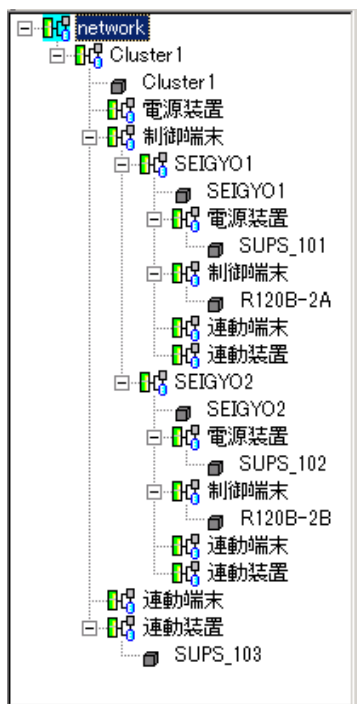 network
Cluster1
Cluster1
電源装置
制御端末
SEIGYO1
SEIGYO1
電源装置
SUPS_101
制御端末
R120B-2A
連動端末
連動装置
SEIGYO2
SEIGYO2
電源装置
SUPS_102
制御端末
R120B-2B
連動端末
連動装置
連動端末
連動装置
SUPS_103